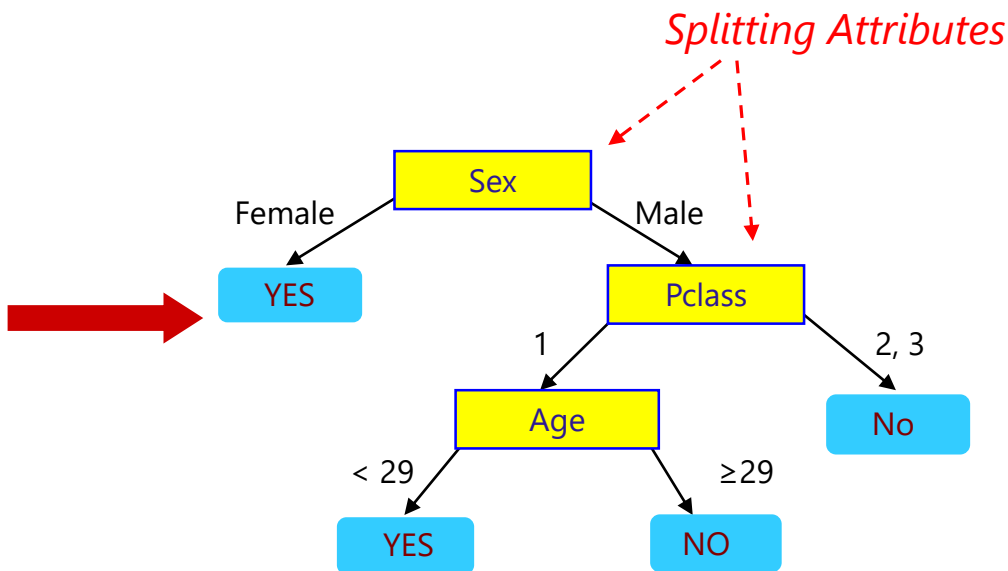 Splitting Attributes
Sex
Female
Male
YES
Pclass
1
2, 3
Age
No
< 29
≥29
YES
NO